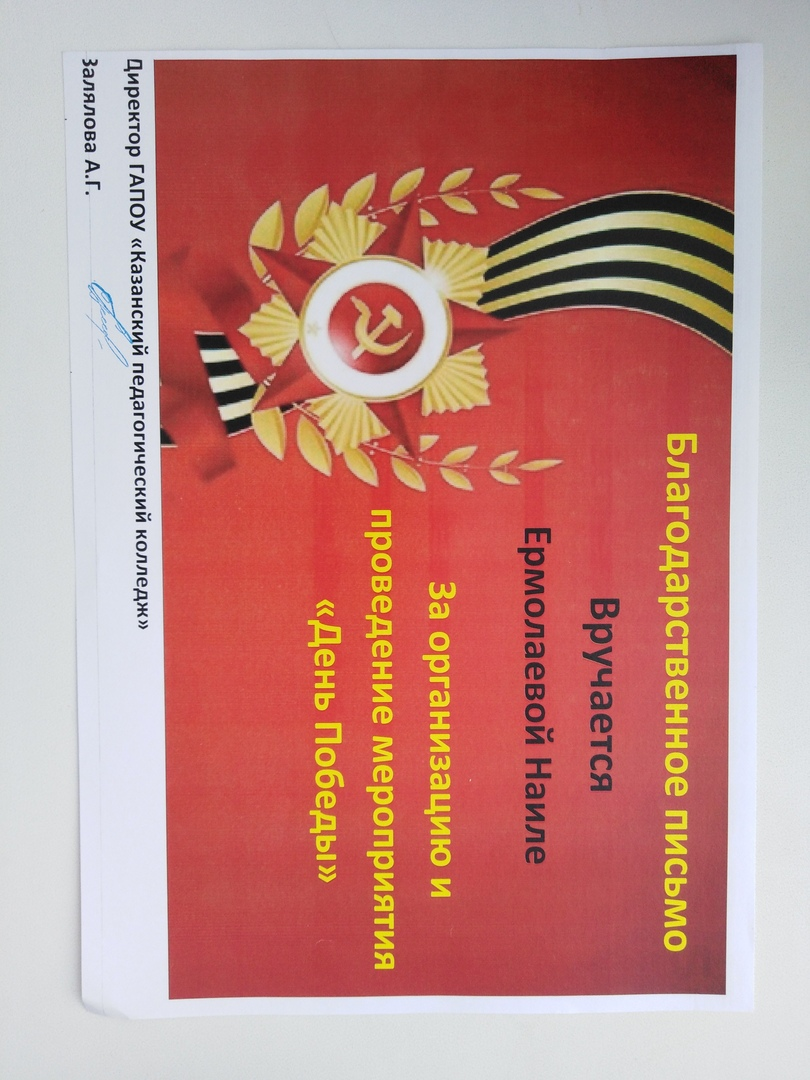 Благодарственное письмо
Вручается
Ермолаевой Наиле
За организацию и
проведение мероприятия
«День Победы»
Директор ГАПОУ «Казанский педагогический колледж»
Залялова А.Г.